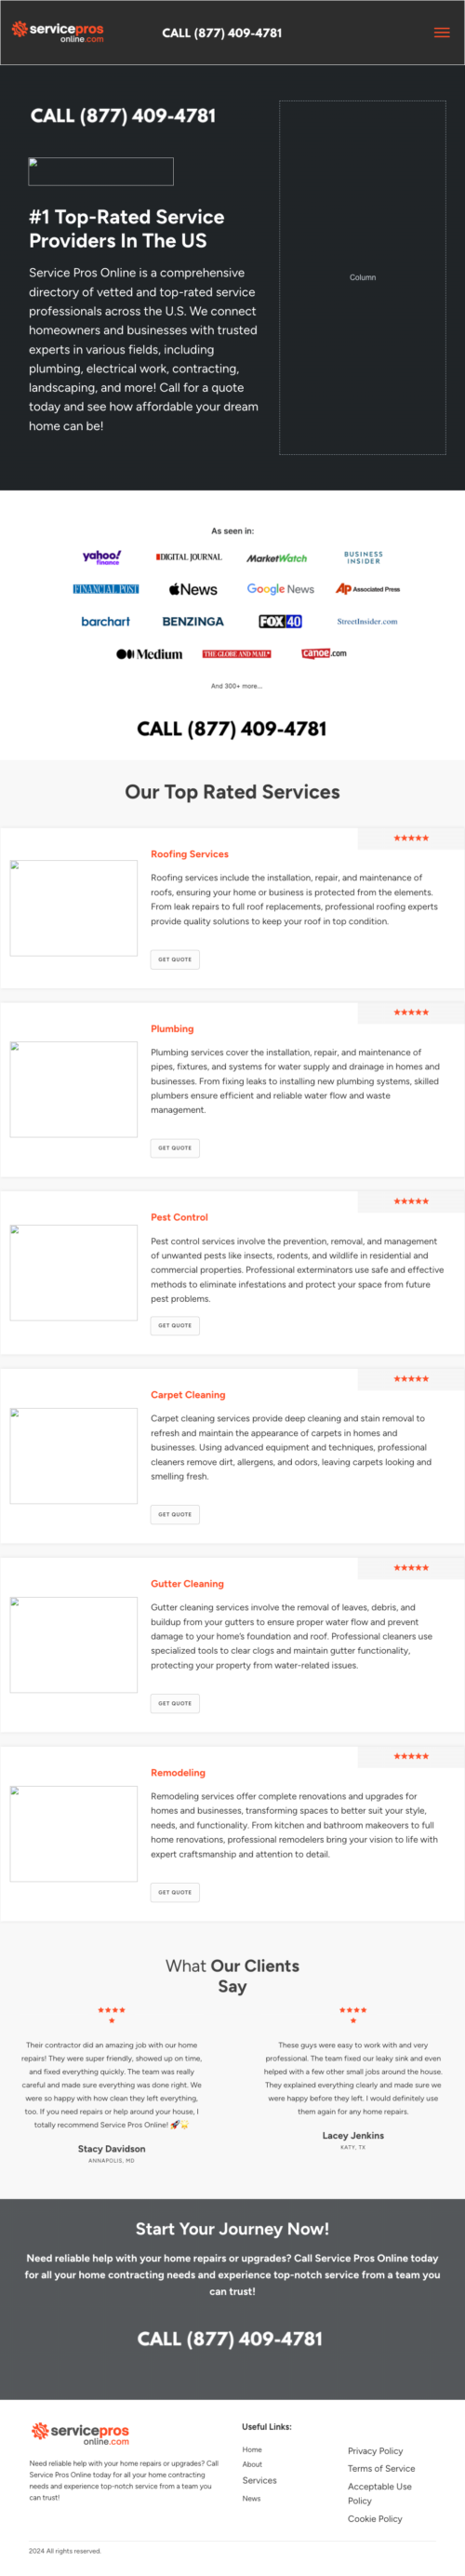 servicepros
online.com
CALL (877) 409-4781
CALL (877) 409-4781
#1 Top-Rated Service
Providers In The US
Service Pros Online is a comprehensive
directory of vetted and top-rated service
professionals across the U.S. We connect
homeowners and businesses with trusted
experts in various fields, including
plumbing, electrical work, contracting,
landscaping, and more! Call for a quote
today and see how affordable your dream
home can be!
Column
As seen in:
yahoo! finance
DIGITAL JOURNAL
MarketWatch
BUSINESS INSIDER
FINANCIAL POST
News
Google News
AP Associated Press
barchart
BENZINGA
FOX 40
StreetInsider.com
Medium
THE GLOBE AND MAIL
canoe.com
And 300+ more...
CALL (877) 409-4781
Our Top Rated Services
★★★★★
Roofing Services
Roofing services include the installation, repair, and maintenance of
roofs, ensuring your home or business is protected from the elements.
From leak repairs to full roof replacements, professional roofing experts
provide quality solutions to keep your roof in top condition.
GET QUOTE
★★★★★
Plumbing
Plumbing services cover the installation, repair, and maintenance of
pipes, fixtures, and systems for water supply and drainage in homes and
businesses. From fixing leaks to installing new plumbing systems, skilled
plumbers ensure efficient and reliable water flow and waste
management.
GET QUOTE
★★★★★
Pest Control
Pest control services involve the prevention, removal, and management
of unwanted pests like insects, rodents, and wildlife in residential and
commercial properties. Professional exterminators use safe and effective
methods to eliminate infestations and protect your space from future
pest problems.
GET QUOTE
★★★★★
Carpet Cleaning
Carpet cleaning services provide deep cleaning and stain removal to
refresh and maintain the appearance of carpets in homes and
businesses. Using advanced equipment and techniques, professional
cleaners remove dirt, allergens, and odors, leaving carpets looking and
smelling fresh.
GET QUOTE
★★★★★
Gutter Cleaning
Gutter cleaning services involve the removal of leaves, debris, and
buildup from your gutters to ensure proper water flow and prevent
damage to your home's foundation and roof. Professional cleaners use
specialized tools to clear clogs and maintain gutter functionality,
protecting your property from water-related issues.
GET QUOTE
★★★★★
Remodeling
Remodeling services offer complete renovations and upgrades for
homes and businesses, transforming spaces to better suit your style,
needs, and functionality. From kitchen and bathroom makeovers to full
home renovations, professional remodelers bring your vision to life with
expert craftsmanship and attention to detail.
GET QUOTE
What Our Clients
Say
★★★★
★
Their contractor did an amazing job with our home
repairs! They were super friendly, showed up on time,
and fixed everything quickly. The team was really
careful and made sure everything was done right. We
were so happy with how clean they left everything,
too. If you need repairs or help around your house, I
totally recommend Service Pros Online! 🚀
Stacy Davidson
ANNAPOLIS, MD
★★★★
★
These guys were easy to work with and very
professional. The team fixed our leaky sink and even
helped with a few other small jobs around the house.
They explained everything clearly and made sure we
were happy before they left. I would definitely use
them again for any home repairs.
Lacey Jenkins
KATY, TX
Start Your Journey Now!
Need reliable help with your home repairs or upgrades? Call Service Pros Online today
for all your home contracting needs and experience top-notch service from a team you
can trust!
CALL (877) 409-4781
servicepros
online.com
Need reliable help with your home repairs or upgrades? Call
Service Pros Online today for all your home contracting
needs and experience top-notch service from a team you
can trust!
Useful Links:
Home
About
Services
News
Privacy Policy
Terms of Service
Acceptable Use
Policy
Cookie Policy
2024 All rights reserved.